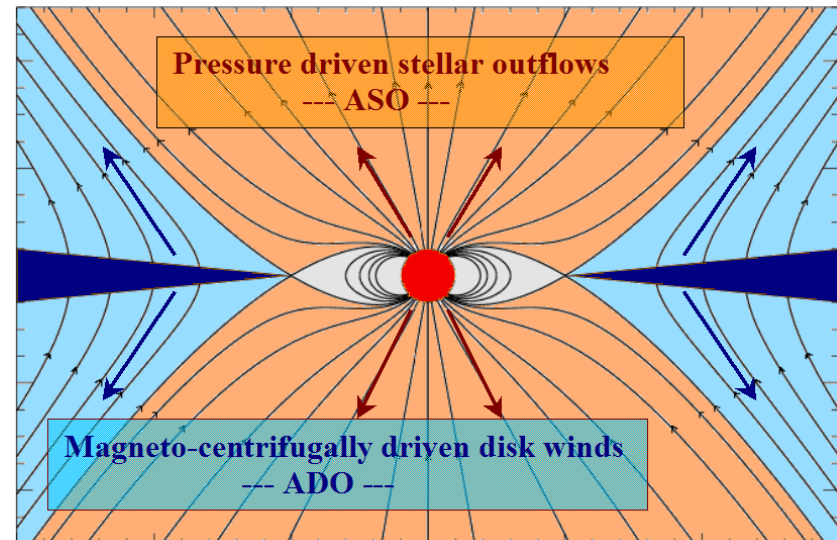 Pressure driven stellar outflows
--- ASO ---
Magneto-centrifugally driven disk winds
--- ADO ---